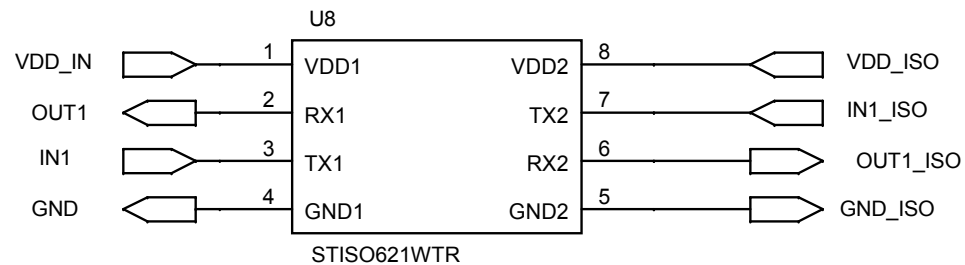 U8
VDD_IN 1 VDD1 VDD2 8 VDD_ISO
OUT1 2 RX1 TX2 7 IN1_ISO
IN1 3 TX1 RX2 6 OUT1_ISO
GND 4 GND1 GND2 5 GND_ISO
STISO621WTR